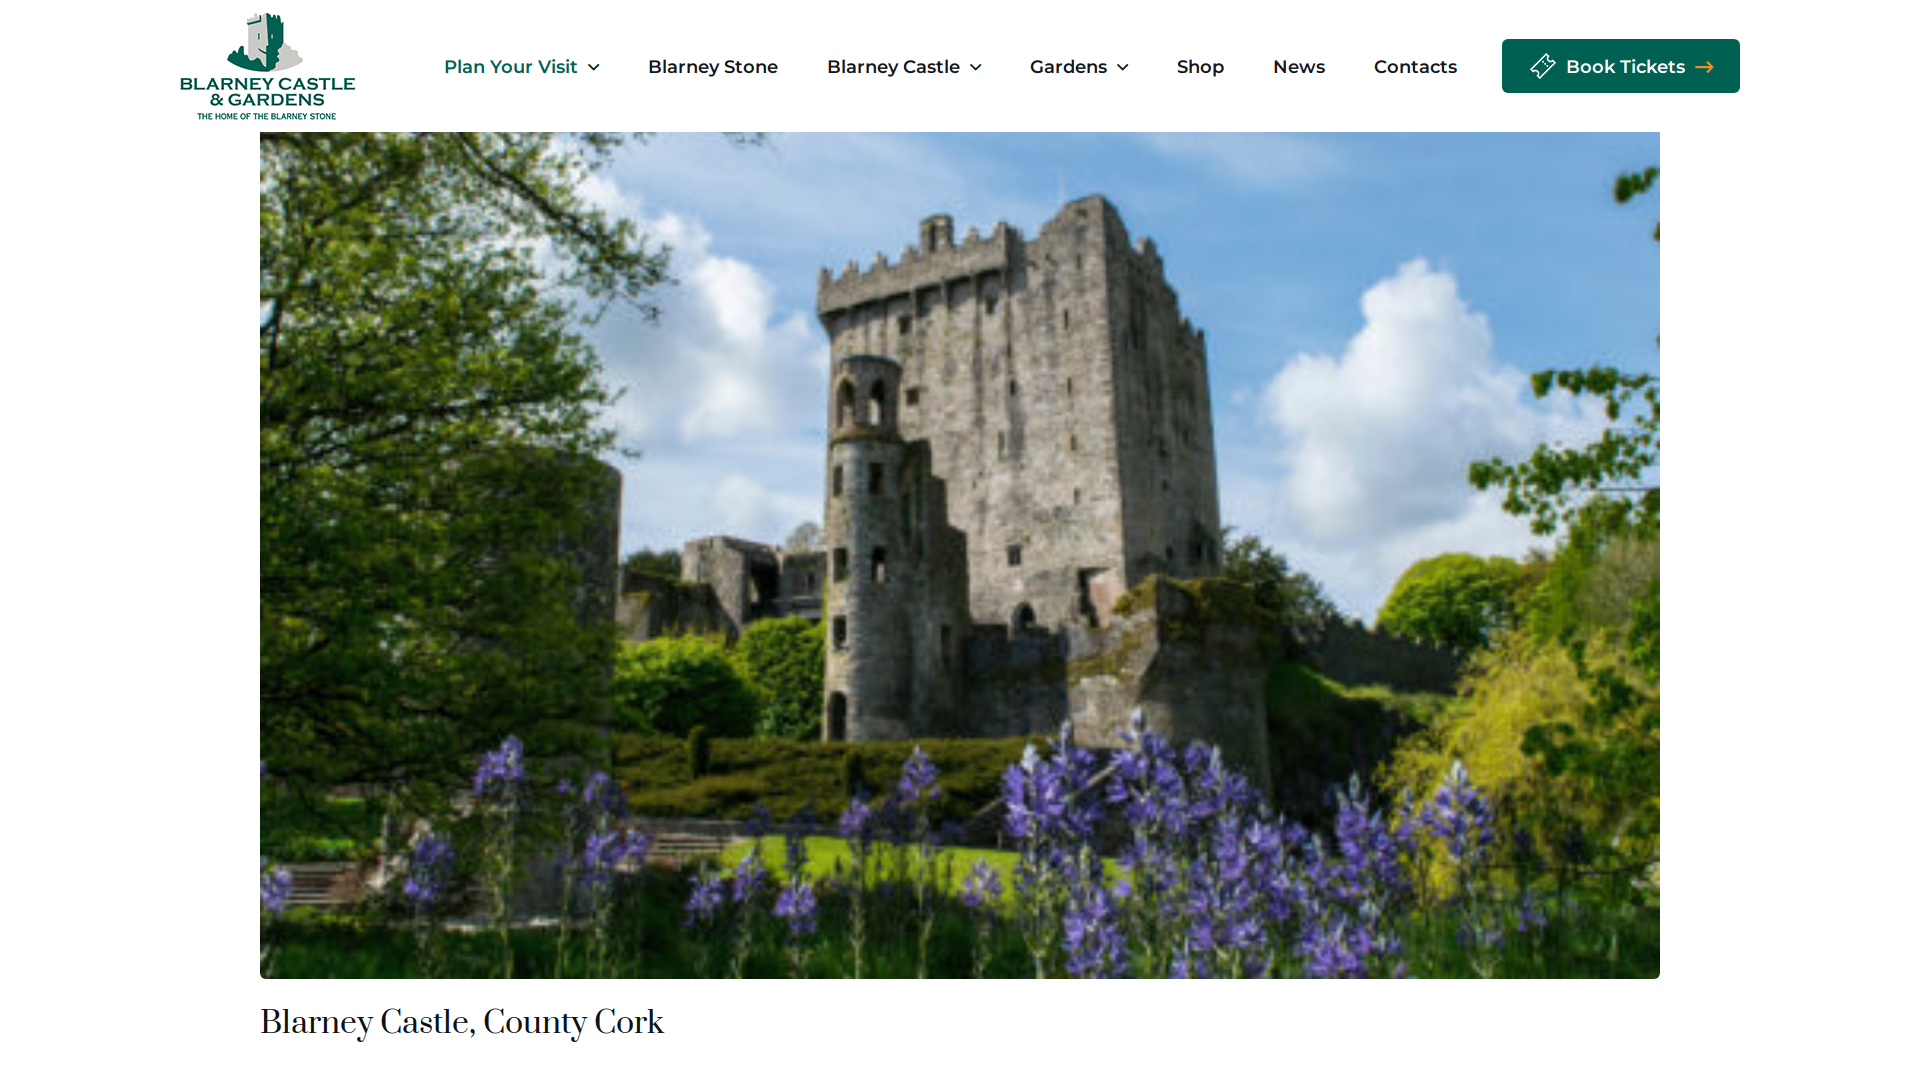 BLARNEY CASTLE
& GARDENS
THE HOME OF THE BLARNEY STONE
Plan Your Visit
Blarney Stone
Blarney Castle
Gardens
Shop
News
Contacts
Book Tickets
Blarney Castle, County Cork